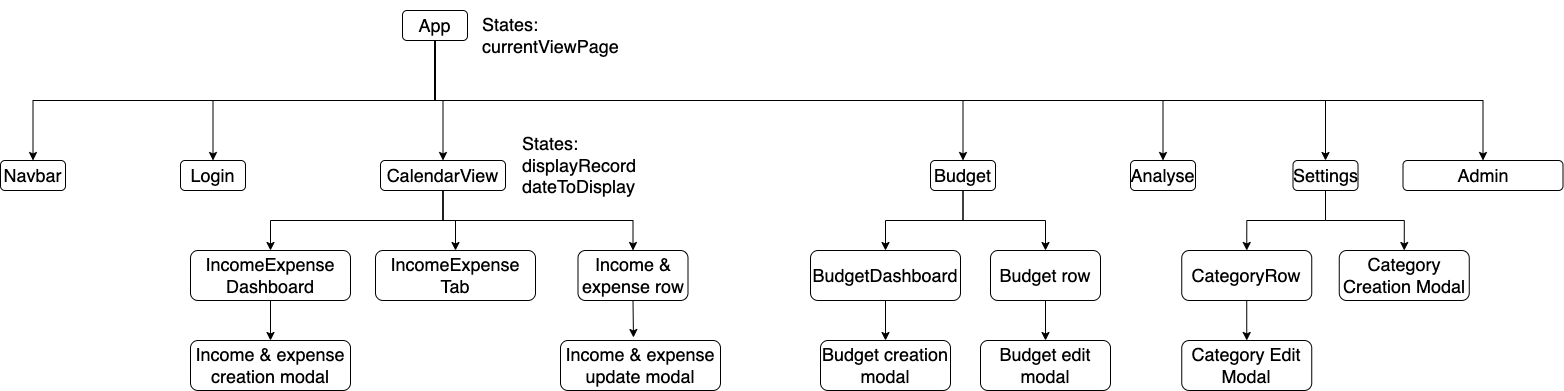 App
States:
currentViewPage
Navbar
Login
CalendarView
States:
displayRecord
dateToDisplay
Budget
Analyse
Settings
Admin
IncomeExpense
Dashboard
IncomeExpense
Tab
Income &
expense row
BudgetDashboard
Budget row
CategoryRow
Category
Creation Modal
Income & expense
creation modal
Income & expense
update modal
Budget creation
modal
Budget edit
modal
Category Edit
Modal